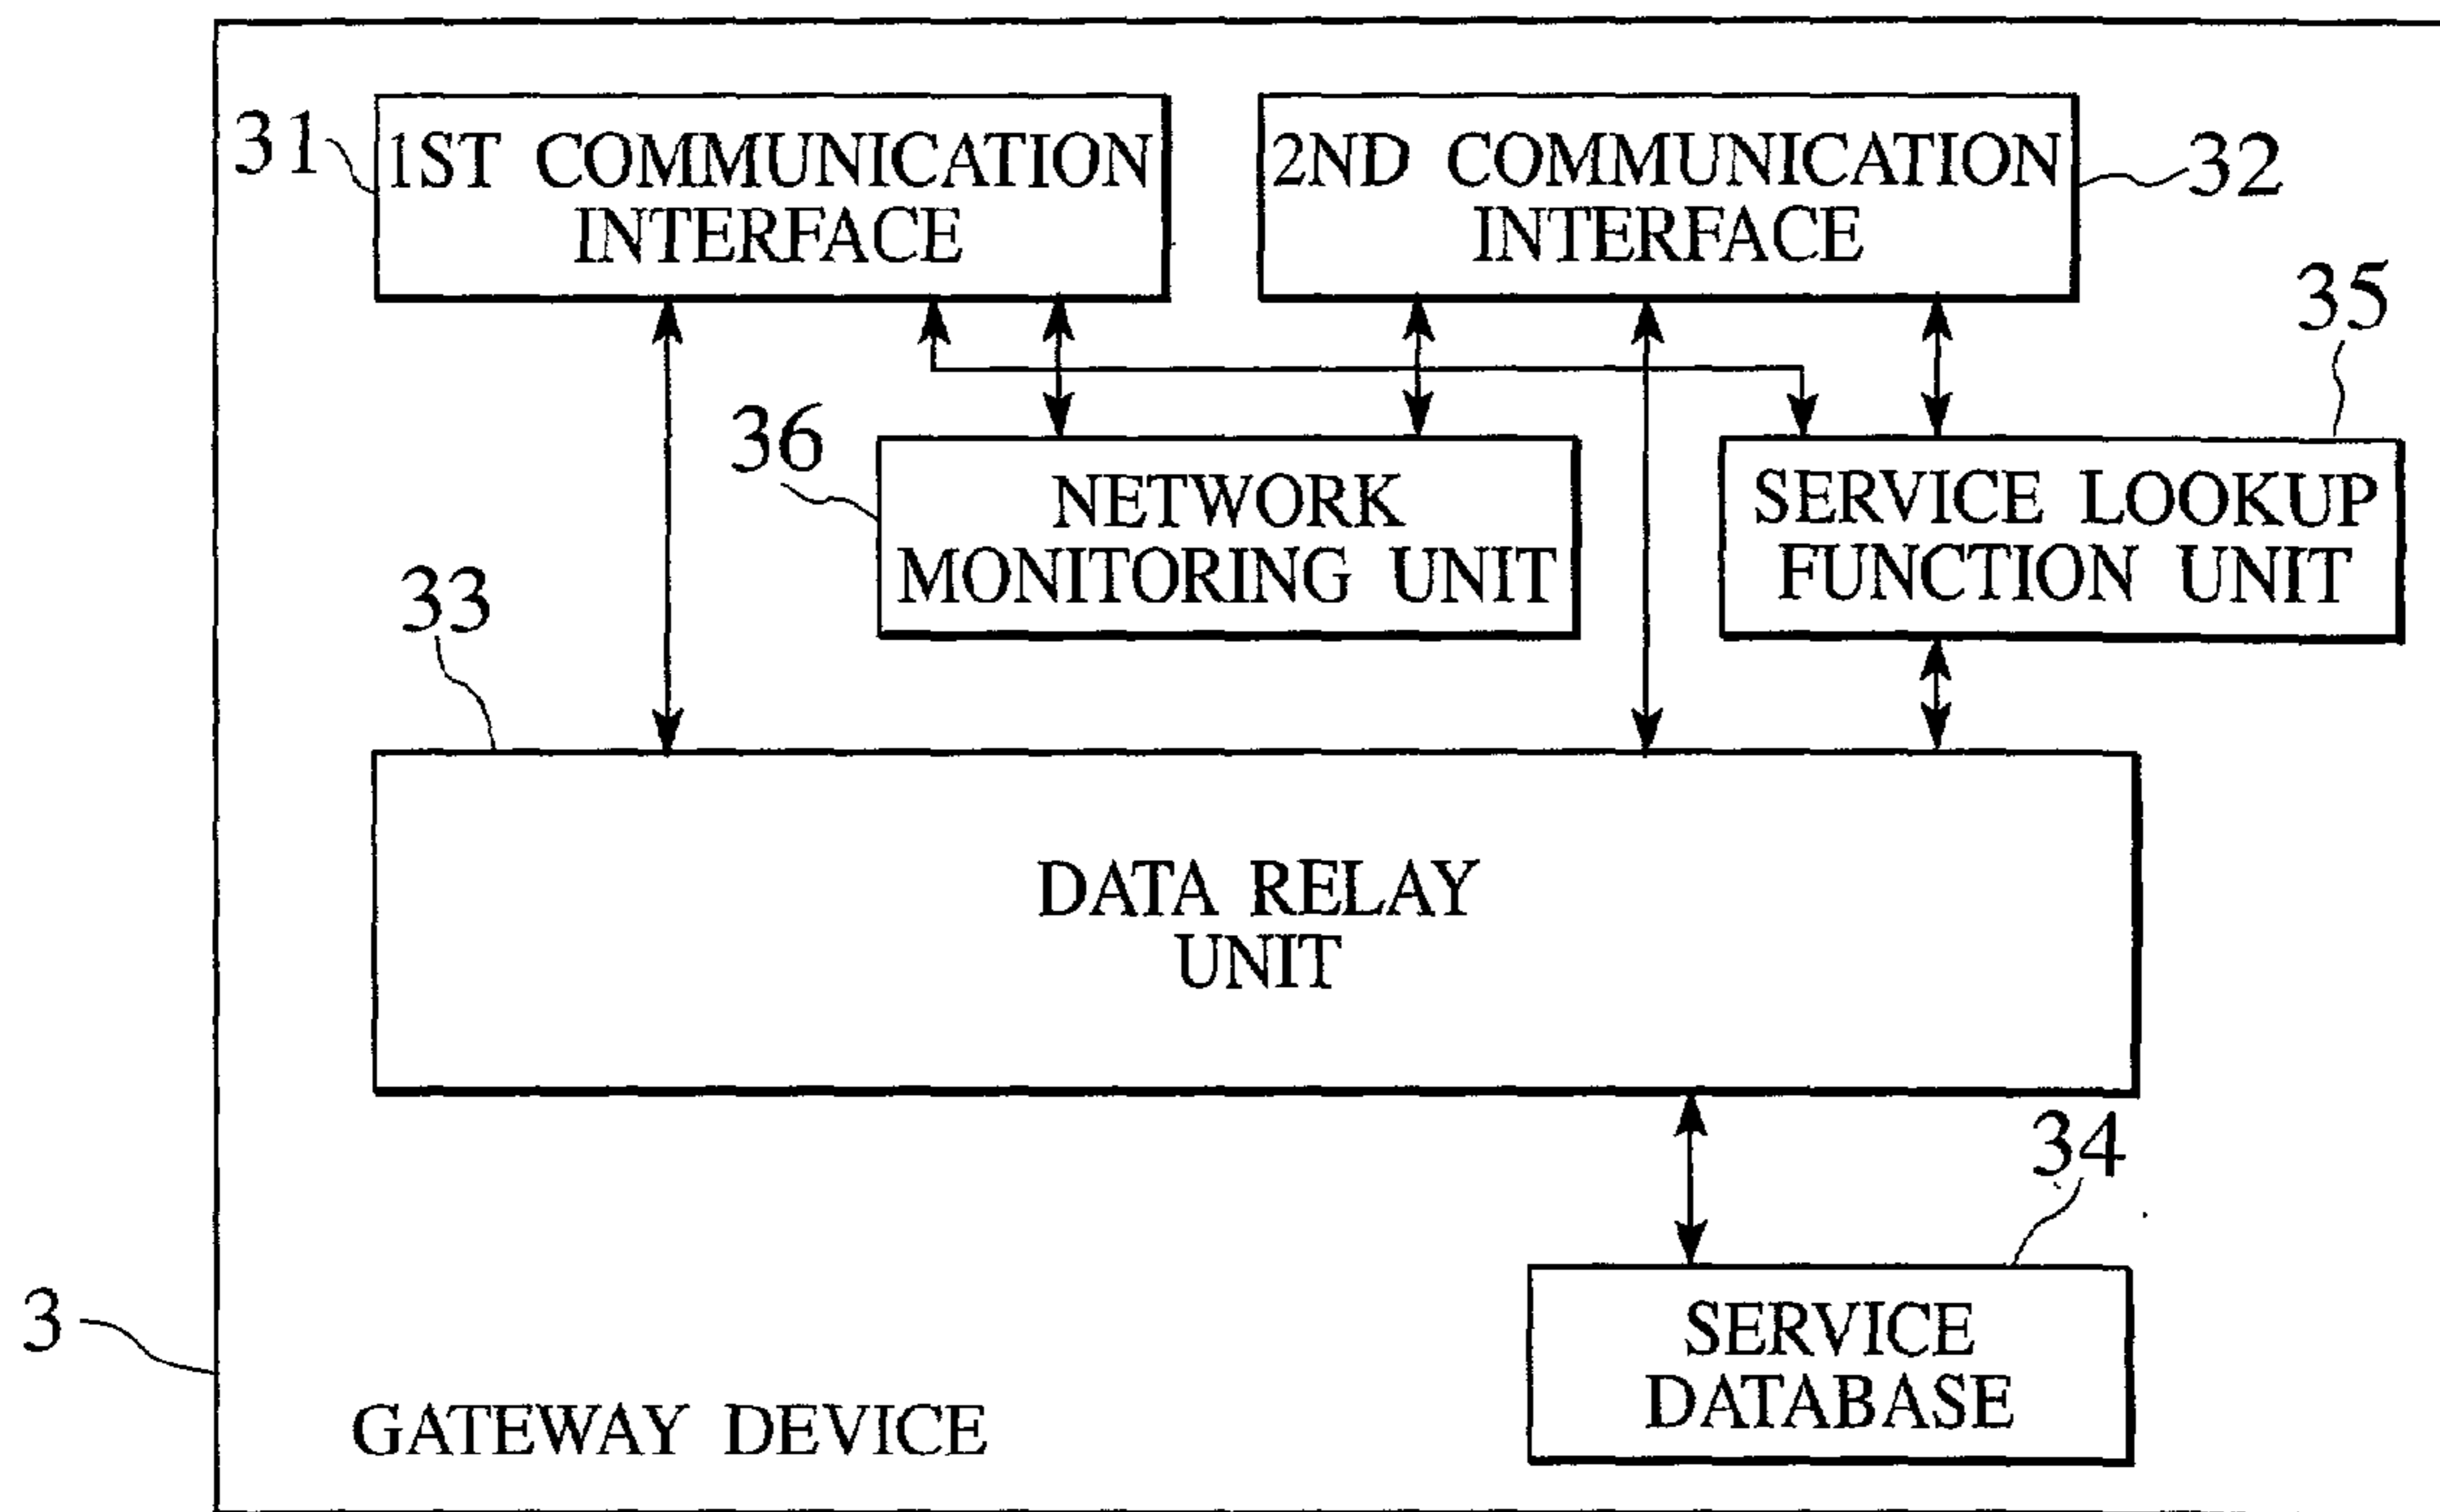 31
1ST COMMUNICATION
INTERFACE
2ND COMMUNICATION
INTERFACE
32
35
36
NETWORK
MONITORING UNIT
SERVICE LOOKUP
FUNCTION UNIT
33
DATA RELAY
UNIT
34
SERVICE
DATABASE
3
GATEWAY DEVICE